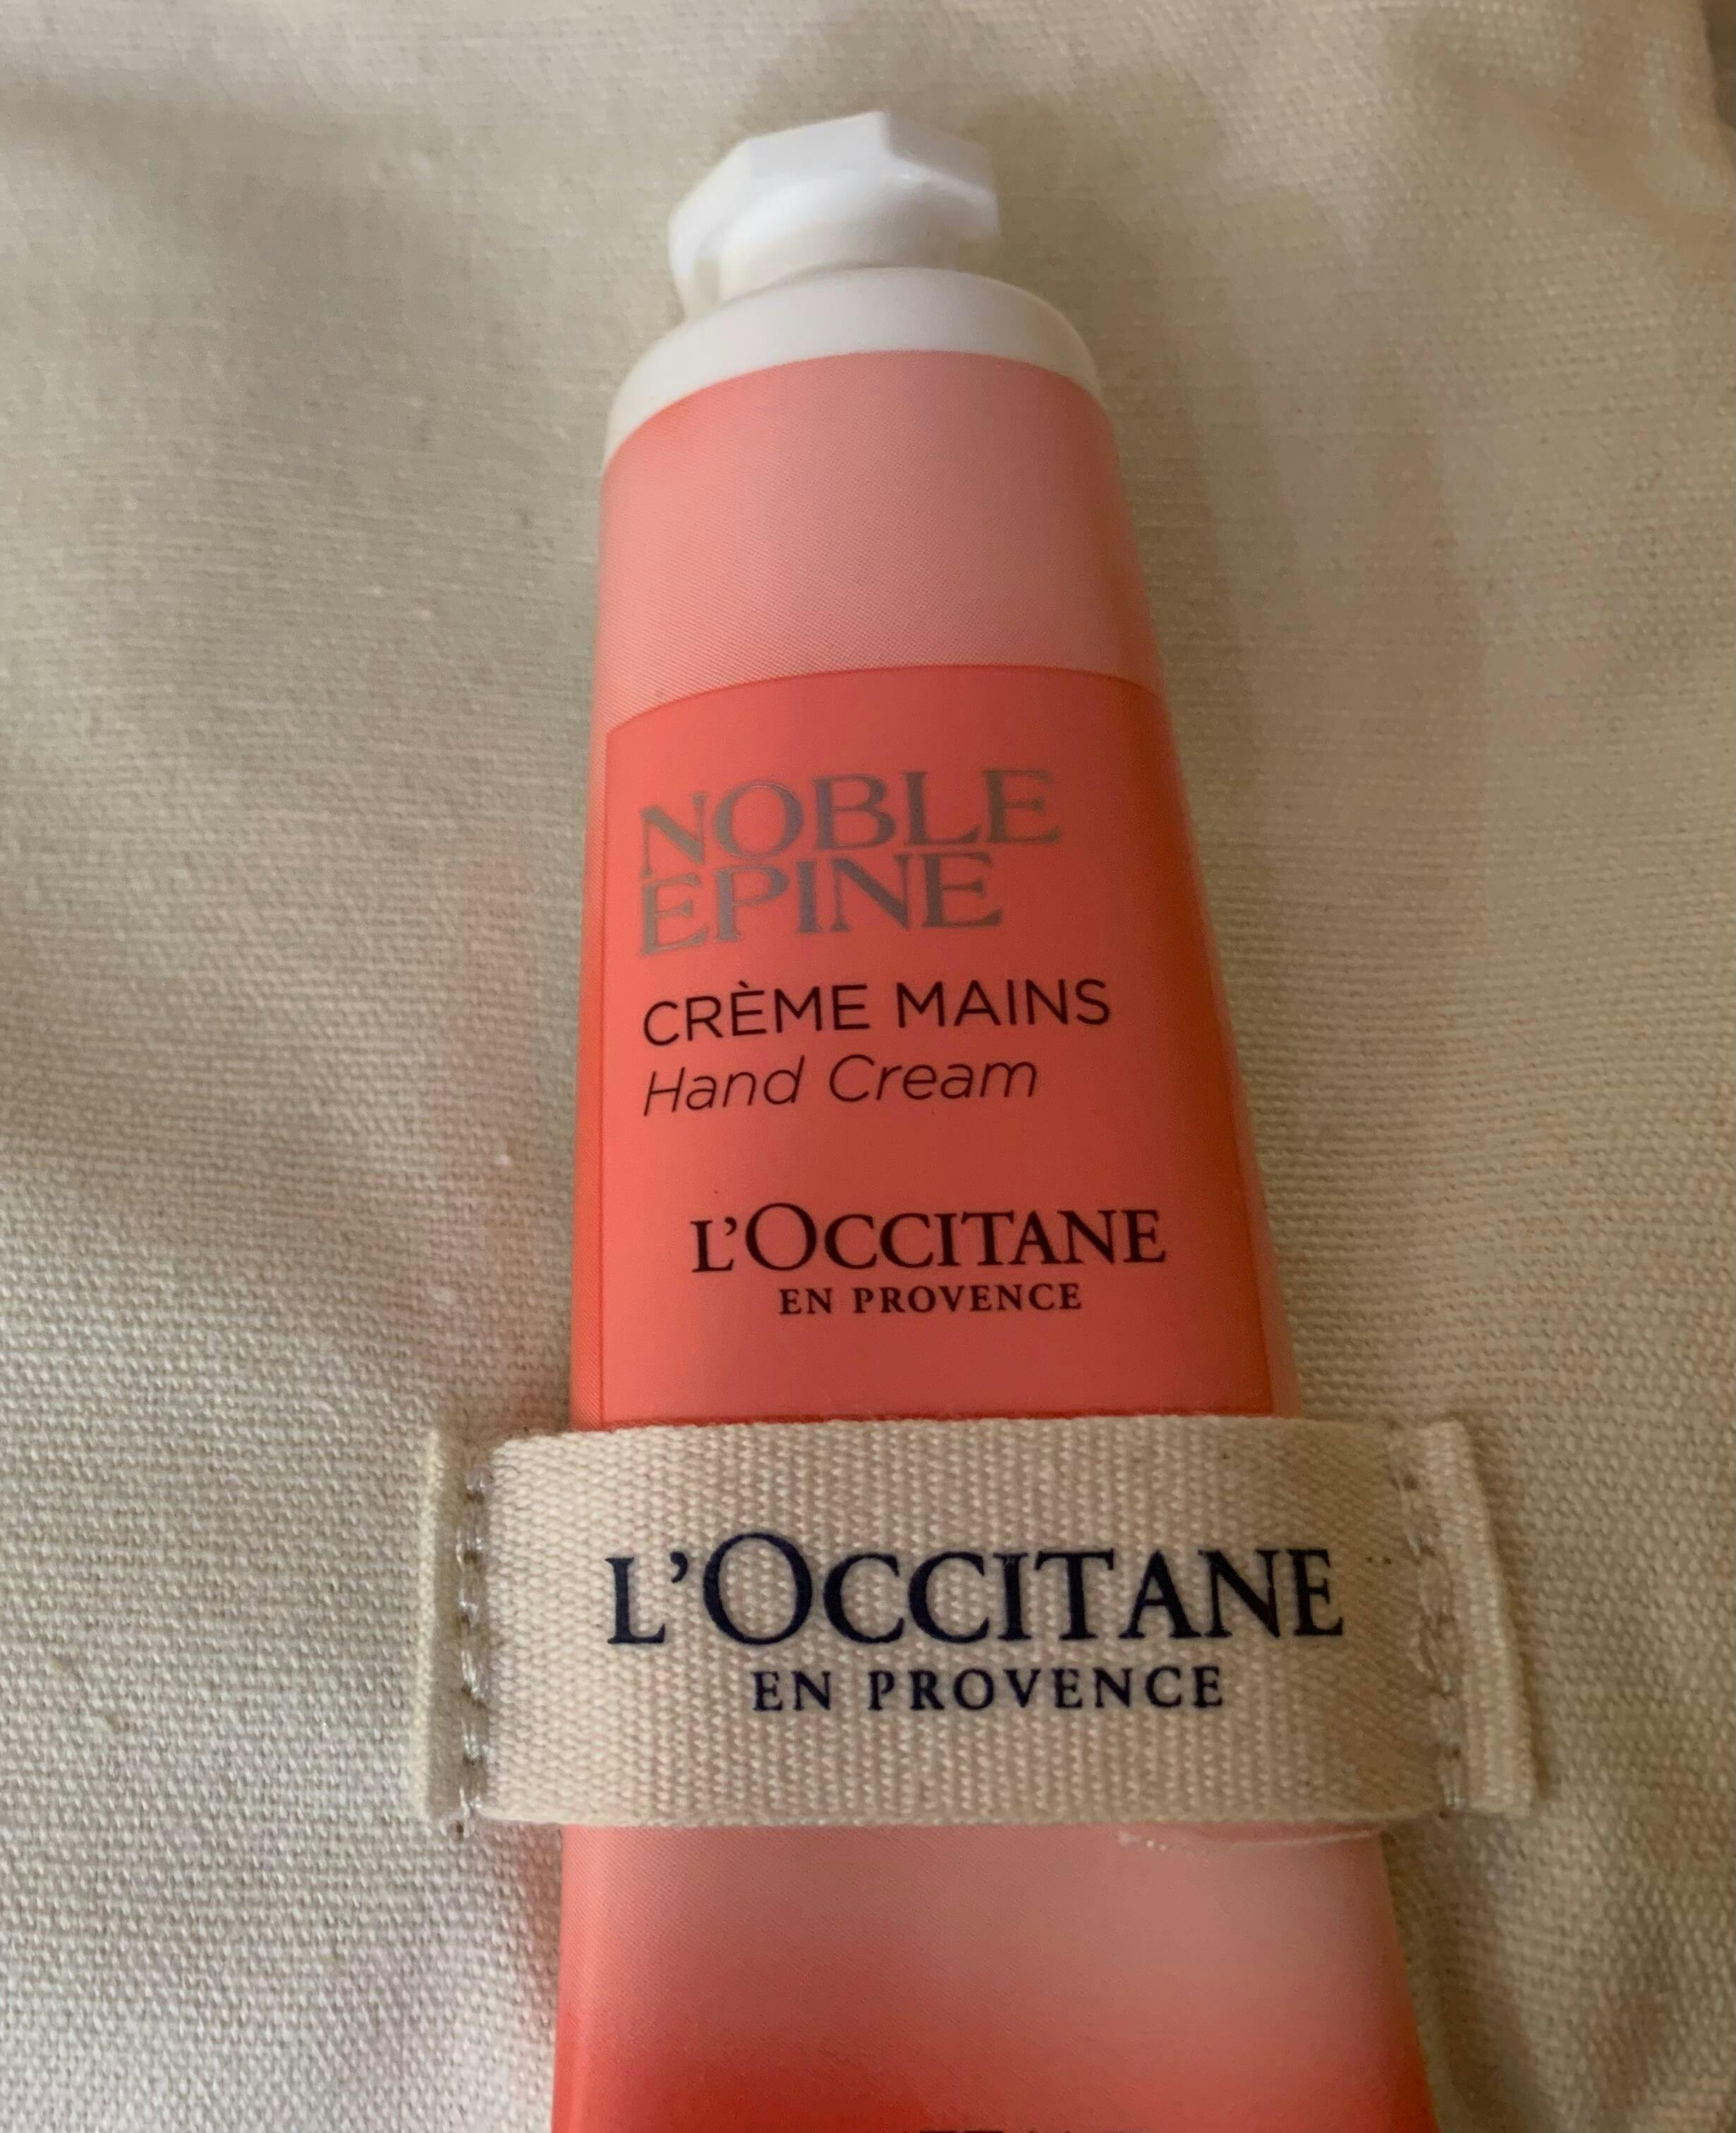 NOBLE
EPINE
CRÈME MAINS
Hand Cream
L'OCCITANE
EN PROVENCE
L'OCCITANE
EN PROVENCE